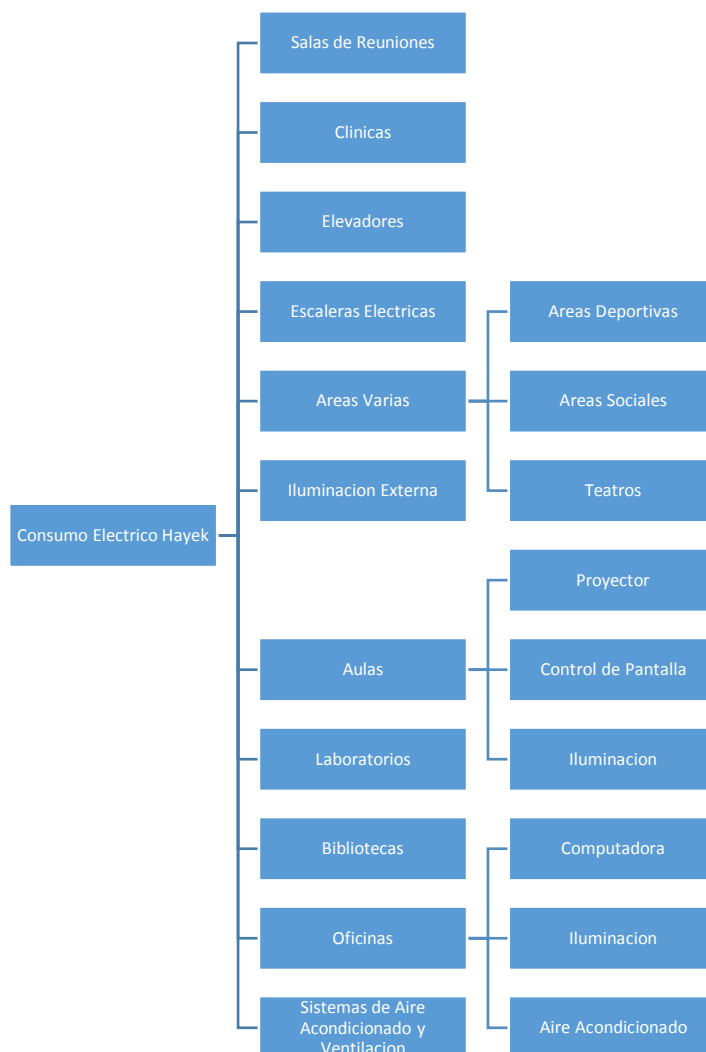 Consumo Electrico Hayek
Salas de Reuniones
Clinicas
Elevadores
Escaleras Electricas
Areas Varias
Areas Deportivas
Areas Sociales
Teatros
Iluminacion Externa
Aulas
Proyector
Control de Pantalla
Iluminacion
Laboratorios
Bibliotecas
Oficinas
Computadora
Iluminacion
Aire Acondicionado
Sistemas de Aire
Acondicionado y
Ventilacion